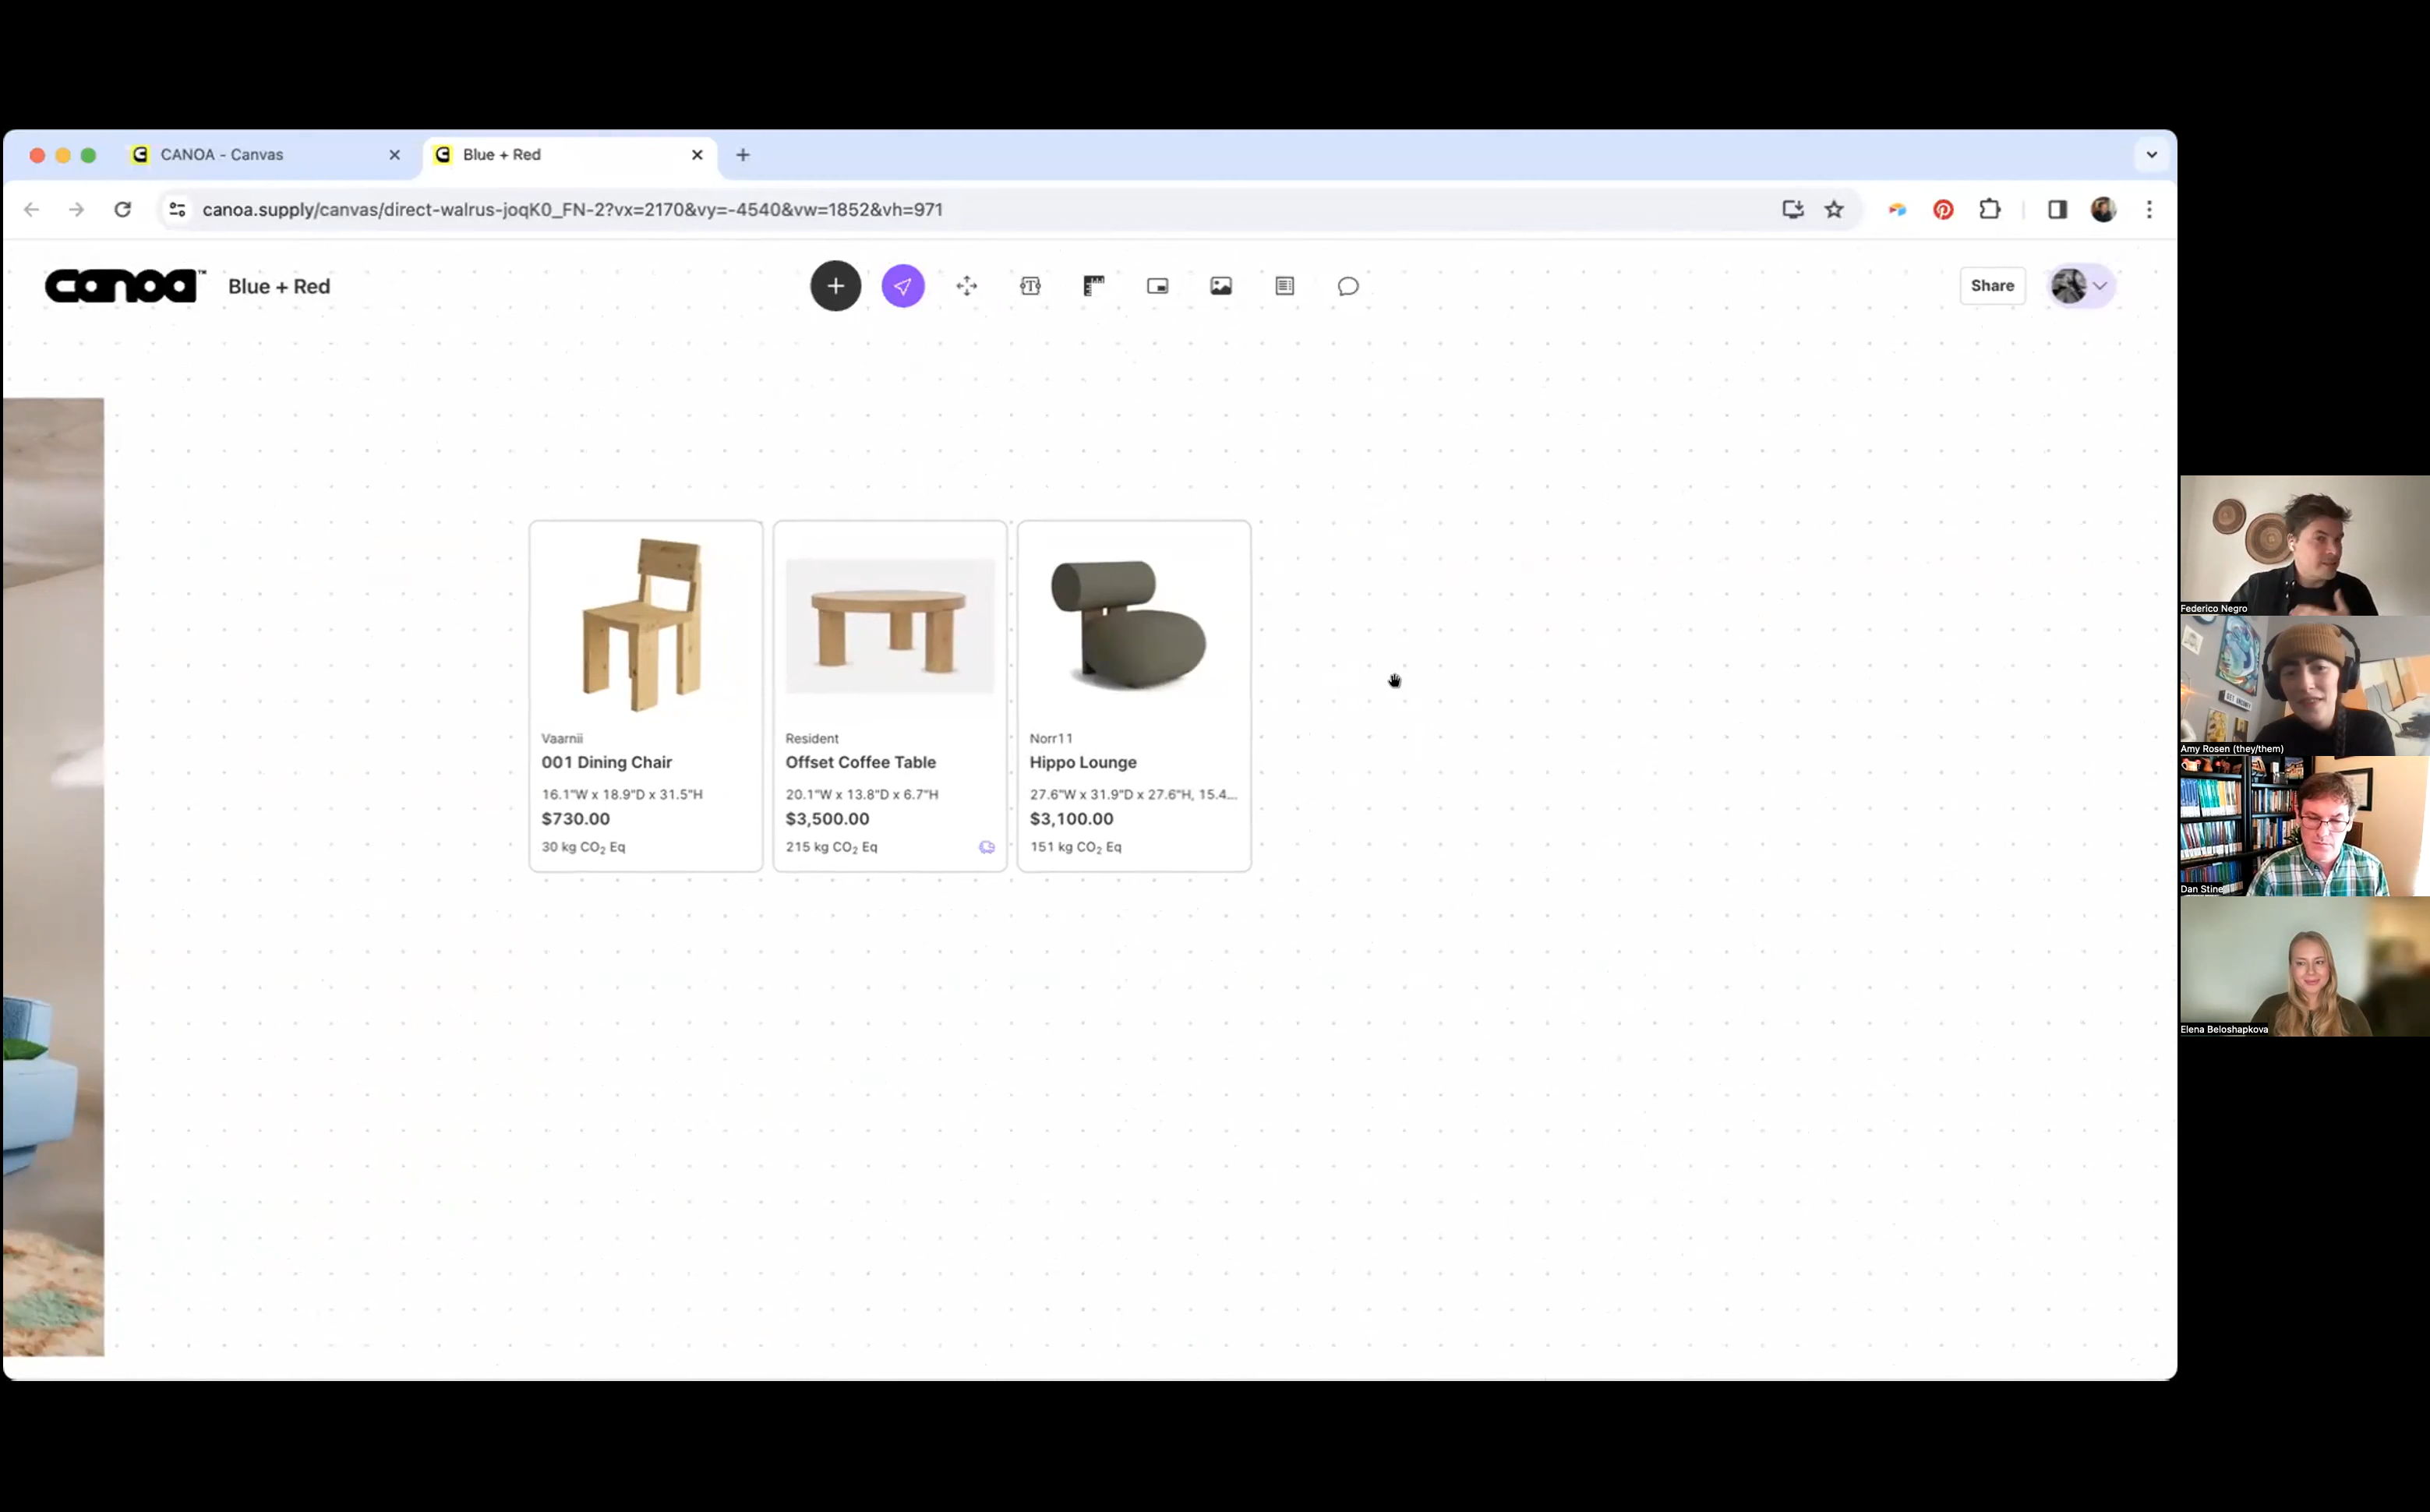 CANOA - Canvas
Blue + Red
canoa.supply/canvas/direct-walrus-joqK0_FN-2?vx=2170&vy=-4540&vw=1852&vh=971
canoa™
Blue + Red
Share
Vaarnii
001 Dining Chair
16.1"W x 18.9"D x 31.5"H
$730.00
30 kg CO₂ Eq
Resident
Offset Coffee Table
20.1"W x 13.8"D x 6.7"H
$3,500.00
215 kg CO₂ Eq
Norr11
Hippo Lounge
27.6"W x 31.9"D x 27.6"H, 15.4...
$3,100.00
151 kg CO₂ Eq
Federico Negro
Amy Rosen (they/them)
Dan Stine
Elena Beloshapkova